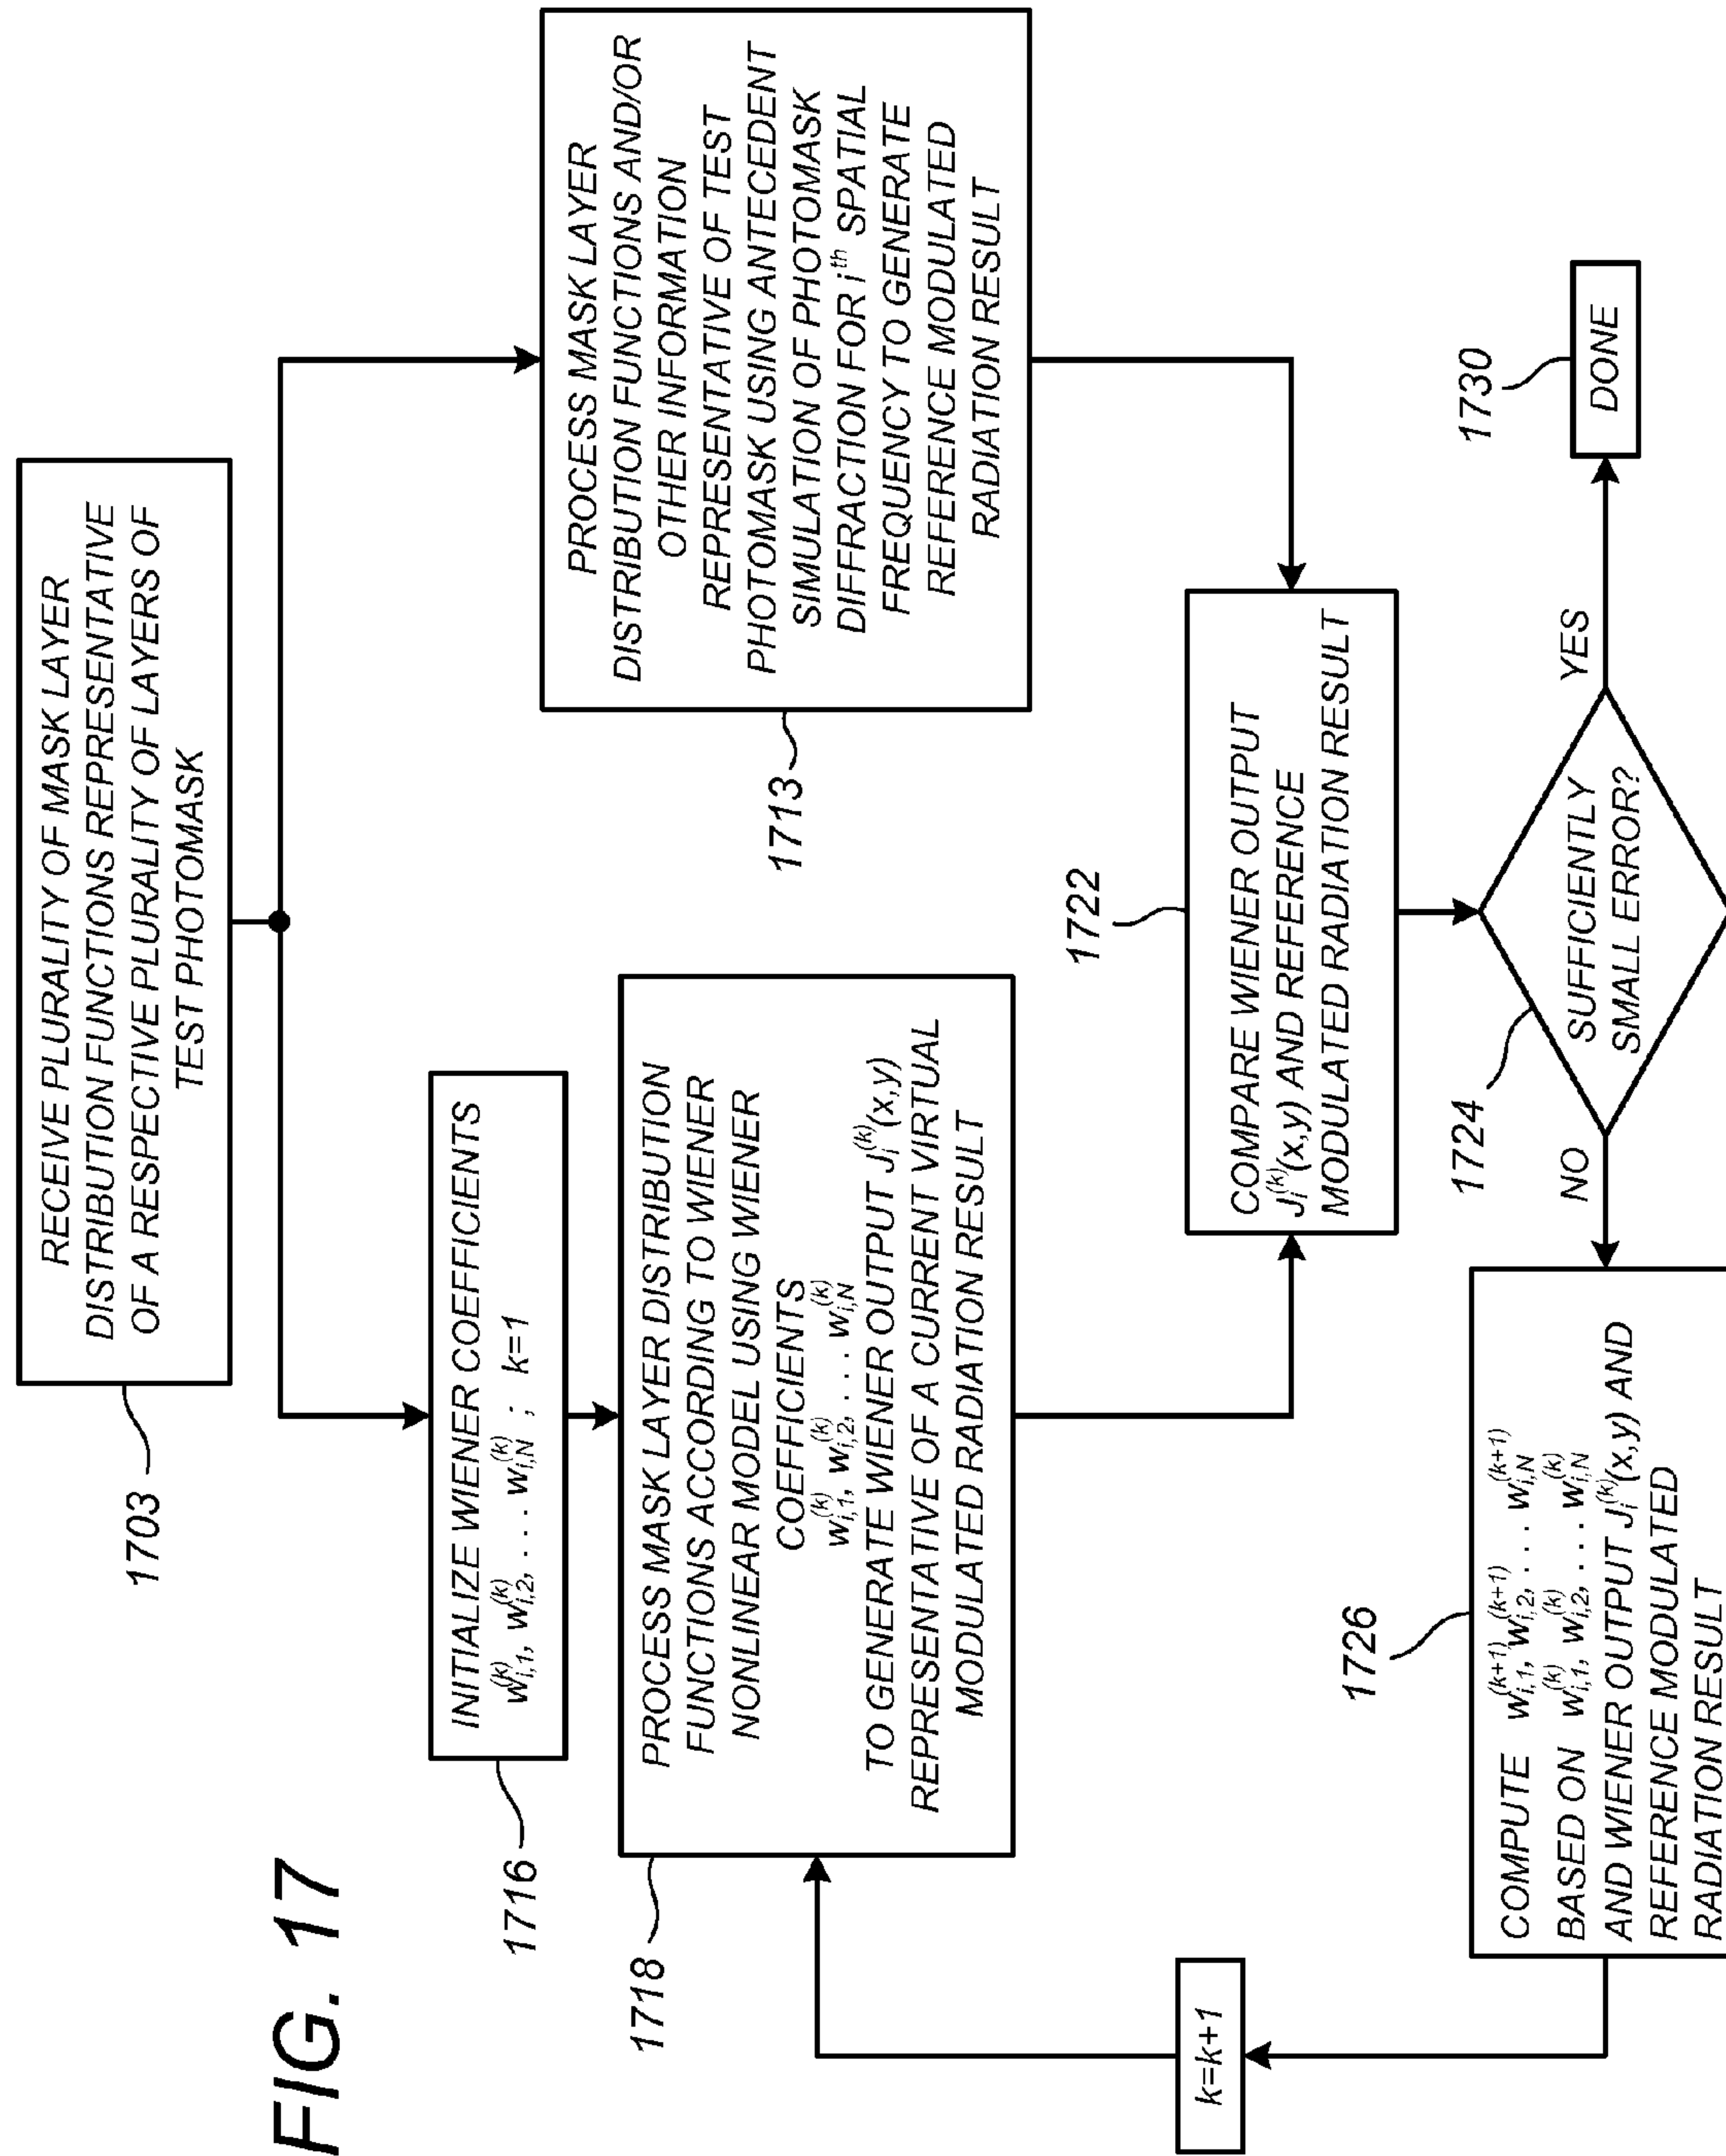 FIG. 17
RECEIVE PLURALITY OF MASK LAYER
DISTRIBUTION FUNCTIONS REPRESENTATIVE
OF A RESPECTIVE PLURALITY OF LAYERS OF
TEST PHOTOMASK
1703
INITIALIZE WIENER COEFFICIENTS
w_{i,1}^{(k)}, w_{i,2}^{(k)}, . . . w_{i,N}^{(k)} ; k=1
1716
PROCESS MASK LAYER DISTRIBUTION
FUNCTIONS ACCORDING TO WIENER
NONLINEAR MODEL USING WIENER
COEFFICIENTS
w_{i,1}^{(k)}, w_{i,2}^{(k)}, . . . w_{i,N}^{(k)}
TO GENERATE WIENER OUTPUT J_i^{(k)}(x,y)
REPRESENTATIVE OF A CURRENT VIRTUAL
MODULATED RADIATION RESULT
1718
PROCESS MASK LAYER
DISTRIBUTION FUNCTIONS AND/OR
OTHER INFORMATION
REPRESENTATIVE OF TEST
PHOTOMASK USING ANTECEDENT
SIMULATION OF PHOTOMASK
DIFFRACTION FOR i^{th} SPATIAL
FREQUENCY TO GENERATE
REFERENCE MODULATED
RADIATION RESULT
1713
COMPARE WIENER OUTPUT
J_i^{(k)}(x,y) AND REFERENCE
MODULATED RADIATION RESULT
1722
SUFFICIENTLY
SMALL ERROR?
1724
NO
YES
DONE
1730
COMPUTE w_{i,1}^{(k+1)}, w_{i,2}^{(k+1)}, . . . w_{i,N}^{(k+1)}
BASED ON w_{i,1}^{(k)}, w_{i,2}^{(k)}, . . . w_{i,N}^{(k)}
AND WIENER OUTPUT J_i^{(k)}(x,y) AND
REFERENCE MODULATED
RADIATION RESULT
1726
k=k+1